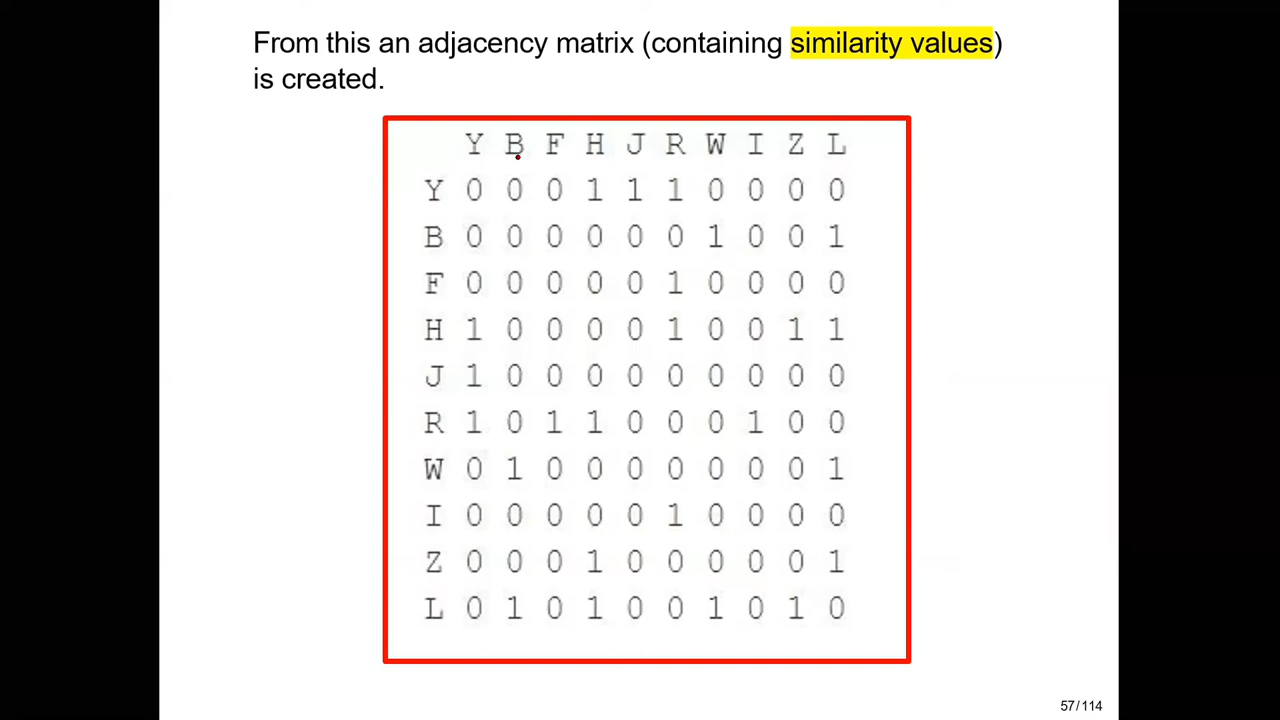 From this an adjacency matrix (containing similarity values)
is created.
Y B F H J R W I Z L
Y 0 0 0 1 1 1 0 0 0 0
B 0 0 0 0 0 0 1 0 0 1
F 0 0 0 0 0 1 0 0 0 0
H 1 0 0 0 0 1 0 0 1 1
J 1 0 0 0 0 0 0 0 0 0
R 1 0 1 1 0 0 0 1 0 0
W 0 1 0 0 0 0 0 0 0 1
I 0 0 0 0 0 1 0 0 0 0
Z 0 0 0 1 0 0 0 0 0 1
L 0 1 0 1 0 0 1 0 1 0
57/114